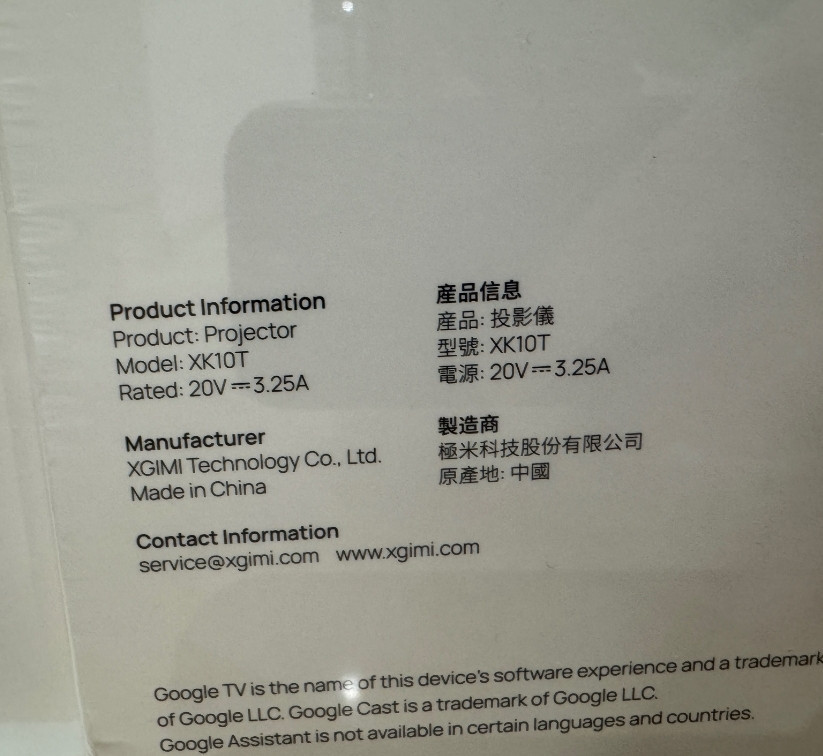 Product Information
Product: Projector
Model: XK10T
Rated: 20V⎓3.25A
Manufacturer
XGIMI Technology Co., Ltd.
Made in China
Contact Information
service@xgimi.com www.xgimi.com
產品信息
產品: 投影儀
型號: XK10T
電源: 20V⎓3.25A
製造商
極米科技股份有限公司
原產地: 中國
Google TV is the name of this device's software experience and a trademark
of Google LLC. Google Cast is a trademark of Google LLC.
Google Assistant is not available in certain languages and countries.